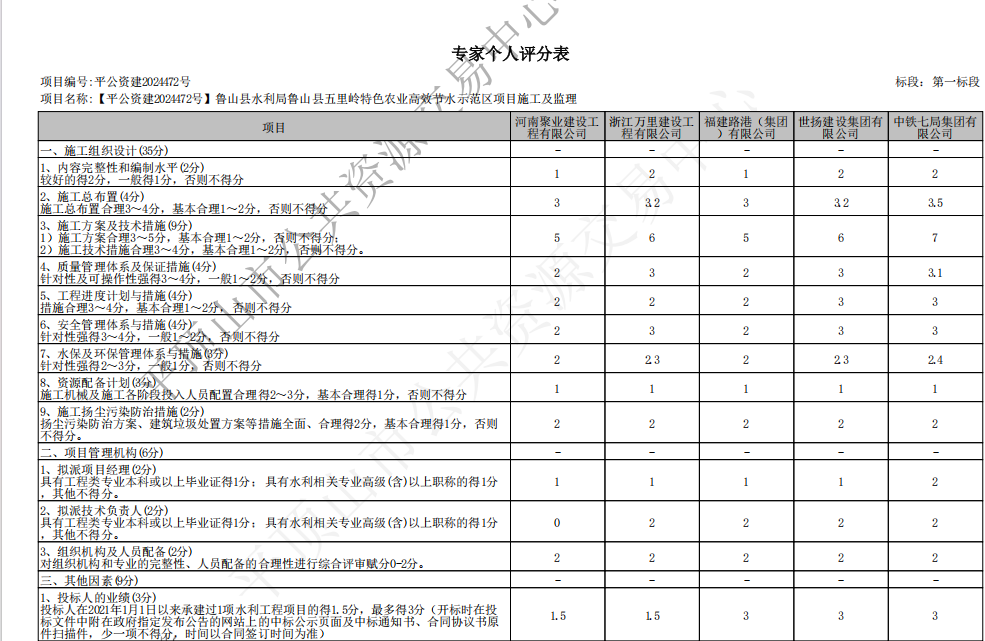 专家个人评分表
项目编号:平公资建2024472号 标段：第一标段
项目名称:【平公资建2024472号】鲁山县水利局鲁山县五里岭特色农业高效节水示范区项目施工及监理
项目 河南聚业建设工程有限公司 浙江万里建设工程有限公司 福建路港（集团）有限公司 世扬建设集团有限公司 中铁七局集团有限公司
一、施工组织设计(35分) – – – – –
1、内容完整性和编制水平(2分)
较好的得2分，一般得1分，否则不得分 1 2 1 2 2
2、施工总布置(4分)
施工总布置合理3～4分，基本合理1～2分，否则不得分 3 3.2 3 3.2 3.5
3、施工方案及技术措施(9分)
1）施工方案合理3～5分，基本合理1～2分，否则不得分；
2）施工技术措施合理3～4分，基本合理1～2分，否则不得分。 5 6 5 6 7
4、质量管理体系及保证措施(4分)
针对性及可操作性强得3～4分，一般1～2分，否则不得分 2 3 2 3 3.1
5、工程进度计划与措施(4分)
措施合理3～4分，基本合理1～2分，否则不得分 2 2 2 3 3
6、安全管理体系与措施(4分)
针对性强得3～4分，一般1～2分，否则不得分 2 3 2 3 3
7、水保及环保管理体系与措施(3分)
针对性强得2～3分，一般1分，否则不得分 2 2.3 2 2.3 2.4
8、资源配备计划(3分)
施工机械及施工各阶段投入人员配置合理得2～3分，基本合理得1分，否则不得分 1 1 1 1 1
9、施工扬尘污染防治措施(2分)
扬尘污染防治方案、建筑垃圾处置方案等措施全面、合理得2分，基本合理得1分，否则
不得分。 2 2 2 2 2
二、项目管理机构(6分) – – – – –
1、拟派项目经理(2分)
具有工程类专业本科或以上毕业证得1分； 具有水利相关专业高级(含)以上职称的得1分
，其他不得分。 1 1 1 1 2
2、拟派技术负责人(2分)
具有工程类专业本科或以上毕业证得1分； 具有水利相关专业高级(含)以上职称的得1分
，其他不得分。 0 2 2 2 2
3、组织机构及人员配备(2分)
对组织机构和专业的完整性、人员配备的合理性进行综合评审赋分0-2分。 2 2 2 2 2
三、其他因素(9分) – – – – –
1、投标人的业绩(3分)
投标人在2021年1月1日以来承建过1项水利工程项目的得1.5分，最多得3分（开标时在投
标文件中附在政府指定发布公告的网站上的中标公示页面及中标通知书、合同协议书原
件扫描件，少一项不得分，时间以合同签订时间为准） 1.5 1.5 3 3 3
平顶山市公共资源交易中心
平顶山市公共资源交易中心